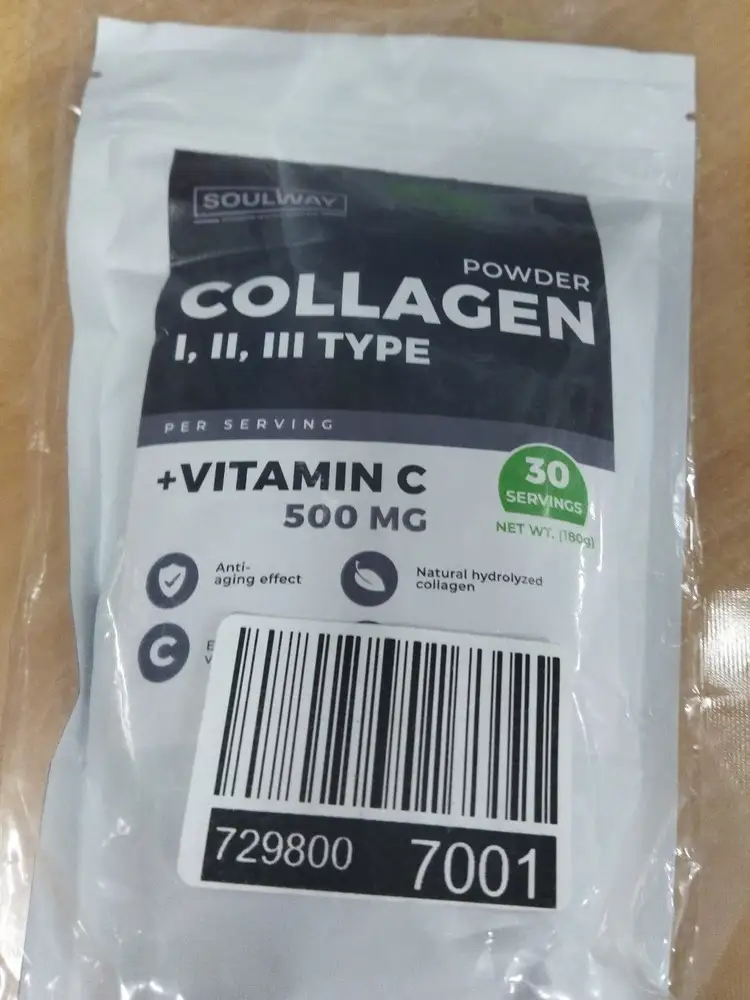 SOULWAY
POWDER
COLLAGEN
I, II, III TYPE
PER SERVING
+VITAMIN C
500 MG
30
SERVINGS
NET WT. (180g)
Anti-
aging effect
Natural hydrolyzed
collagen
C
729800 7001